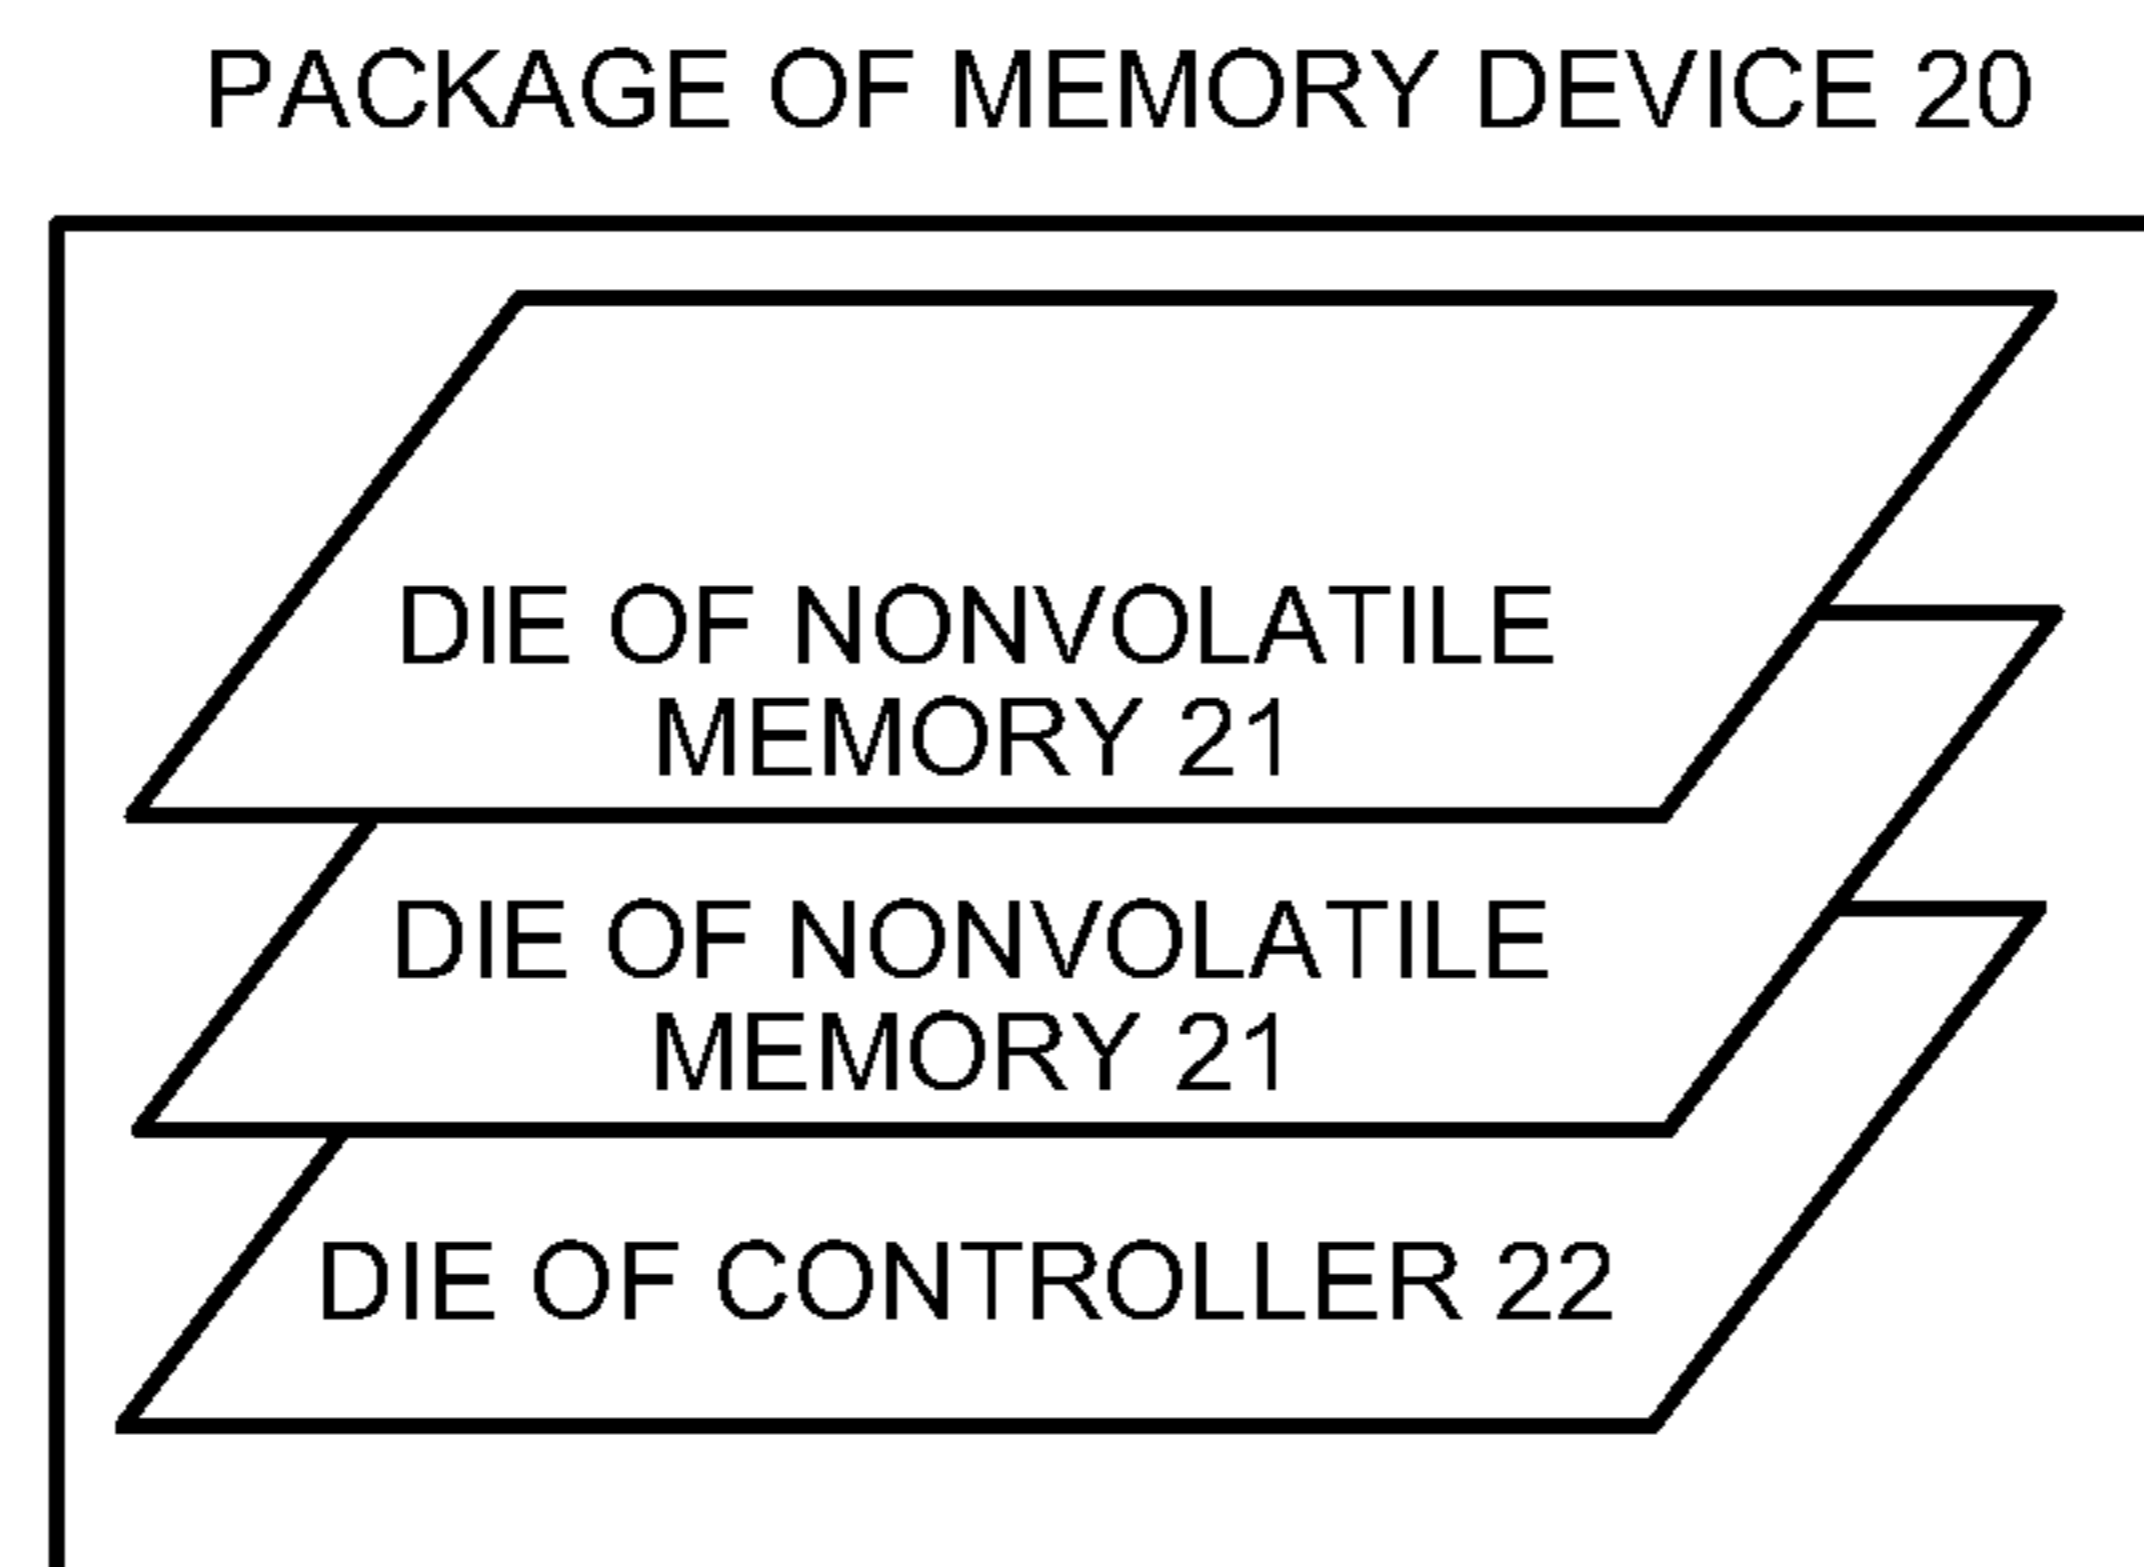 PACKAGE OF MEMORY DEVICE 20
DIE OF NONVOLATILE
MEMORY 21
DIE OF NONVOLATILE
MEMORY 21
DIE OF CONTROLLER 22